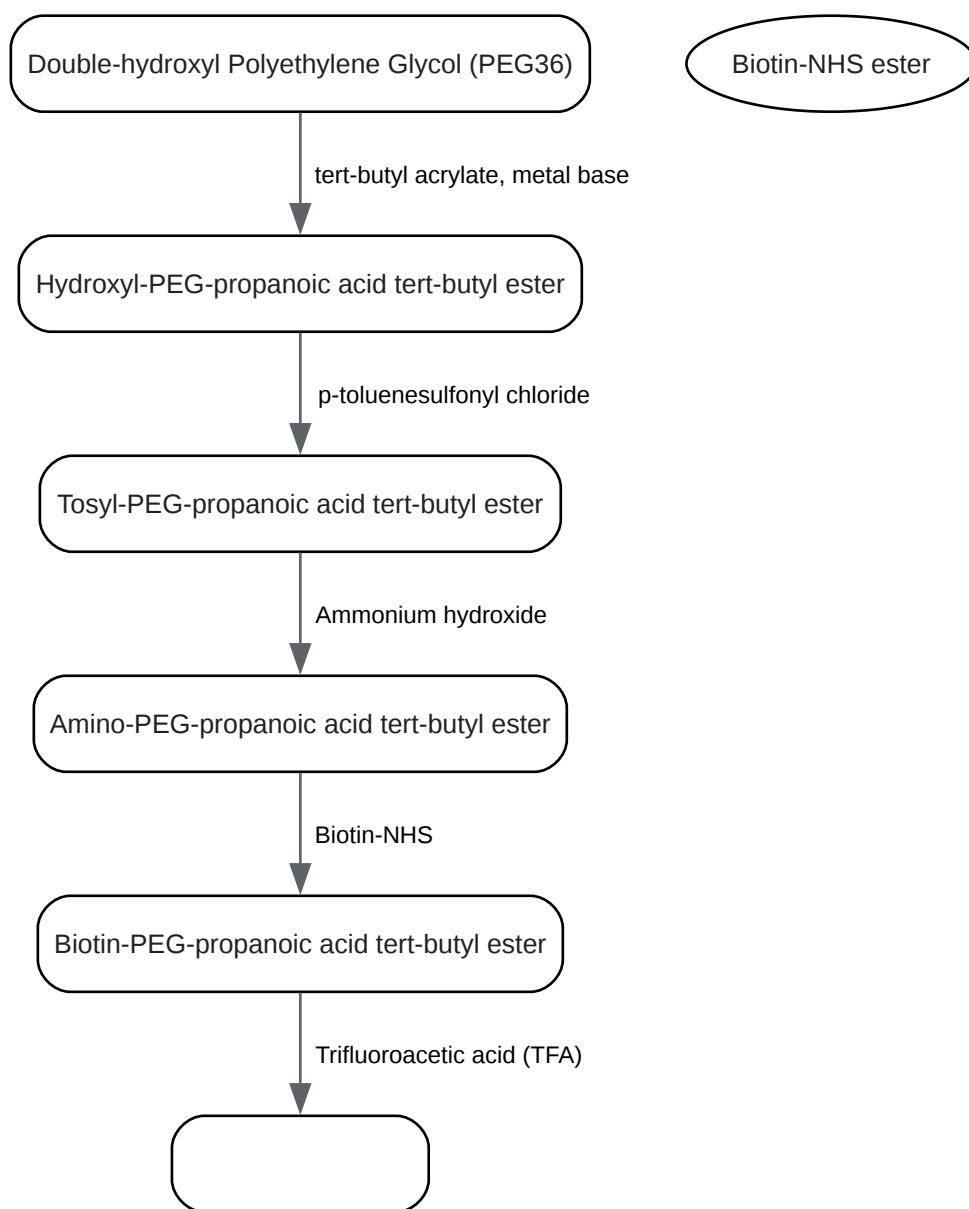 Double-hydroxyl Polyethylene Glycol (PEG36)
Biotin-NHS ester
tert-butyl acrylate, metal base
Hydroxyl-PEG-propanoic acid tert-butyl ester
p-toluenesulfonyl chloride
Tosyl-PEG-propanoic acid tert-butyl ester
Ammonium hydroxide
Amino-PEG-propanoic acid tert-butyl ester
Biotin-NHS
Biotin-PEG-propanoic acid tert-butyl ester
Trifluoroacetic acid (TFA)